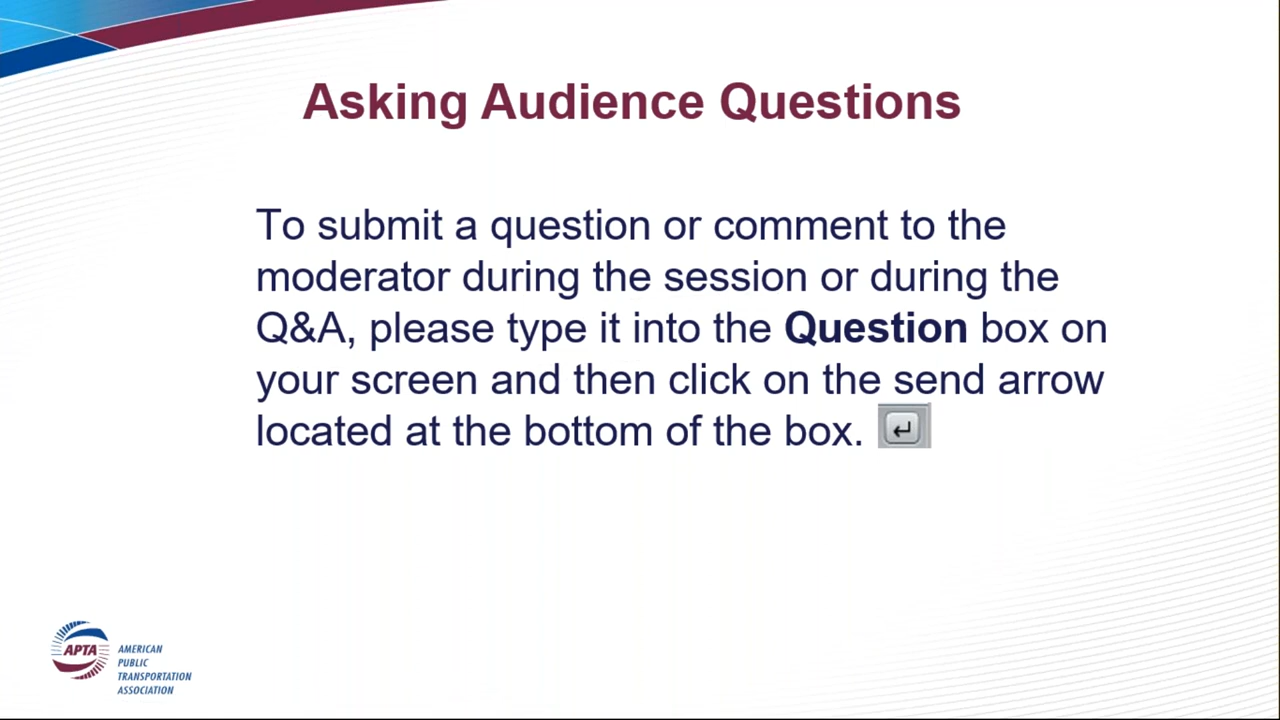 Asking Audience Questions
To submit a question or comment to the
moderator during the session or during the
Q&A, please type it into the Question box on
your screen and then click on the send arrow
located at the bottom of the box.
APTA
AMERICAN
PUBLIC
TRANSPORTATION
ASSOCIATION